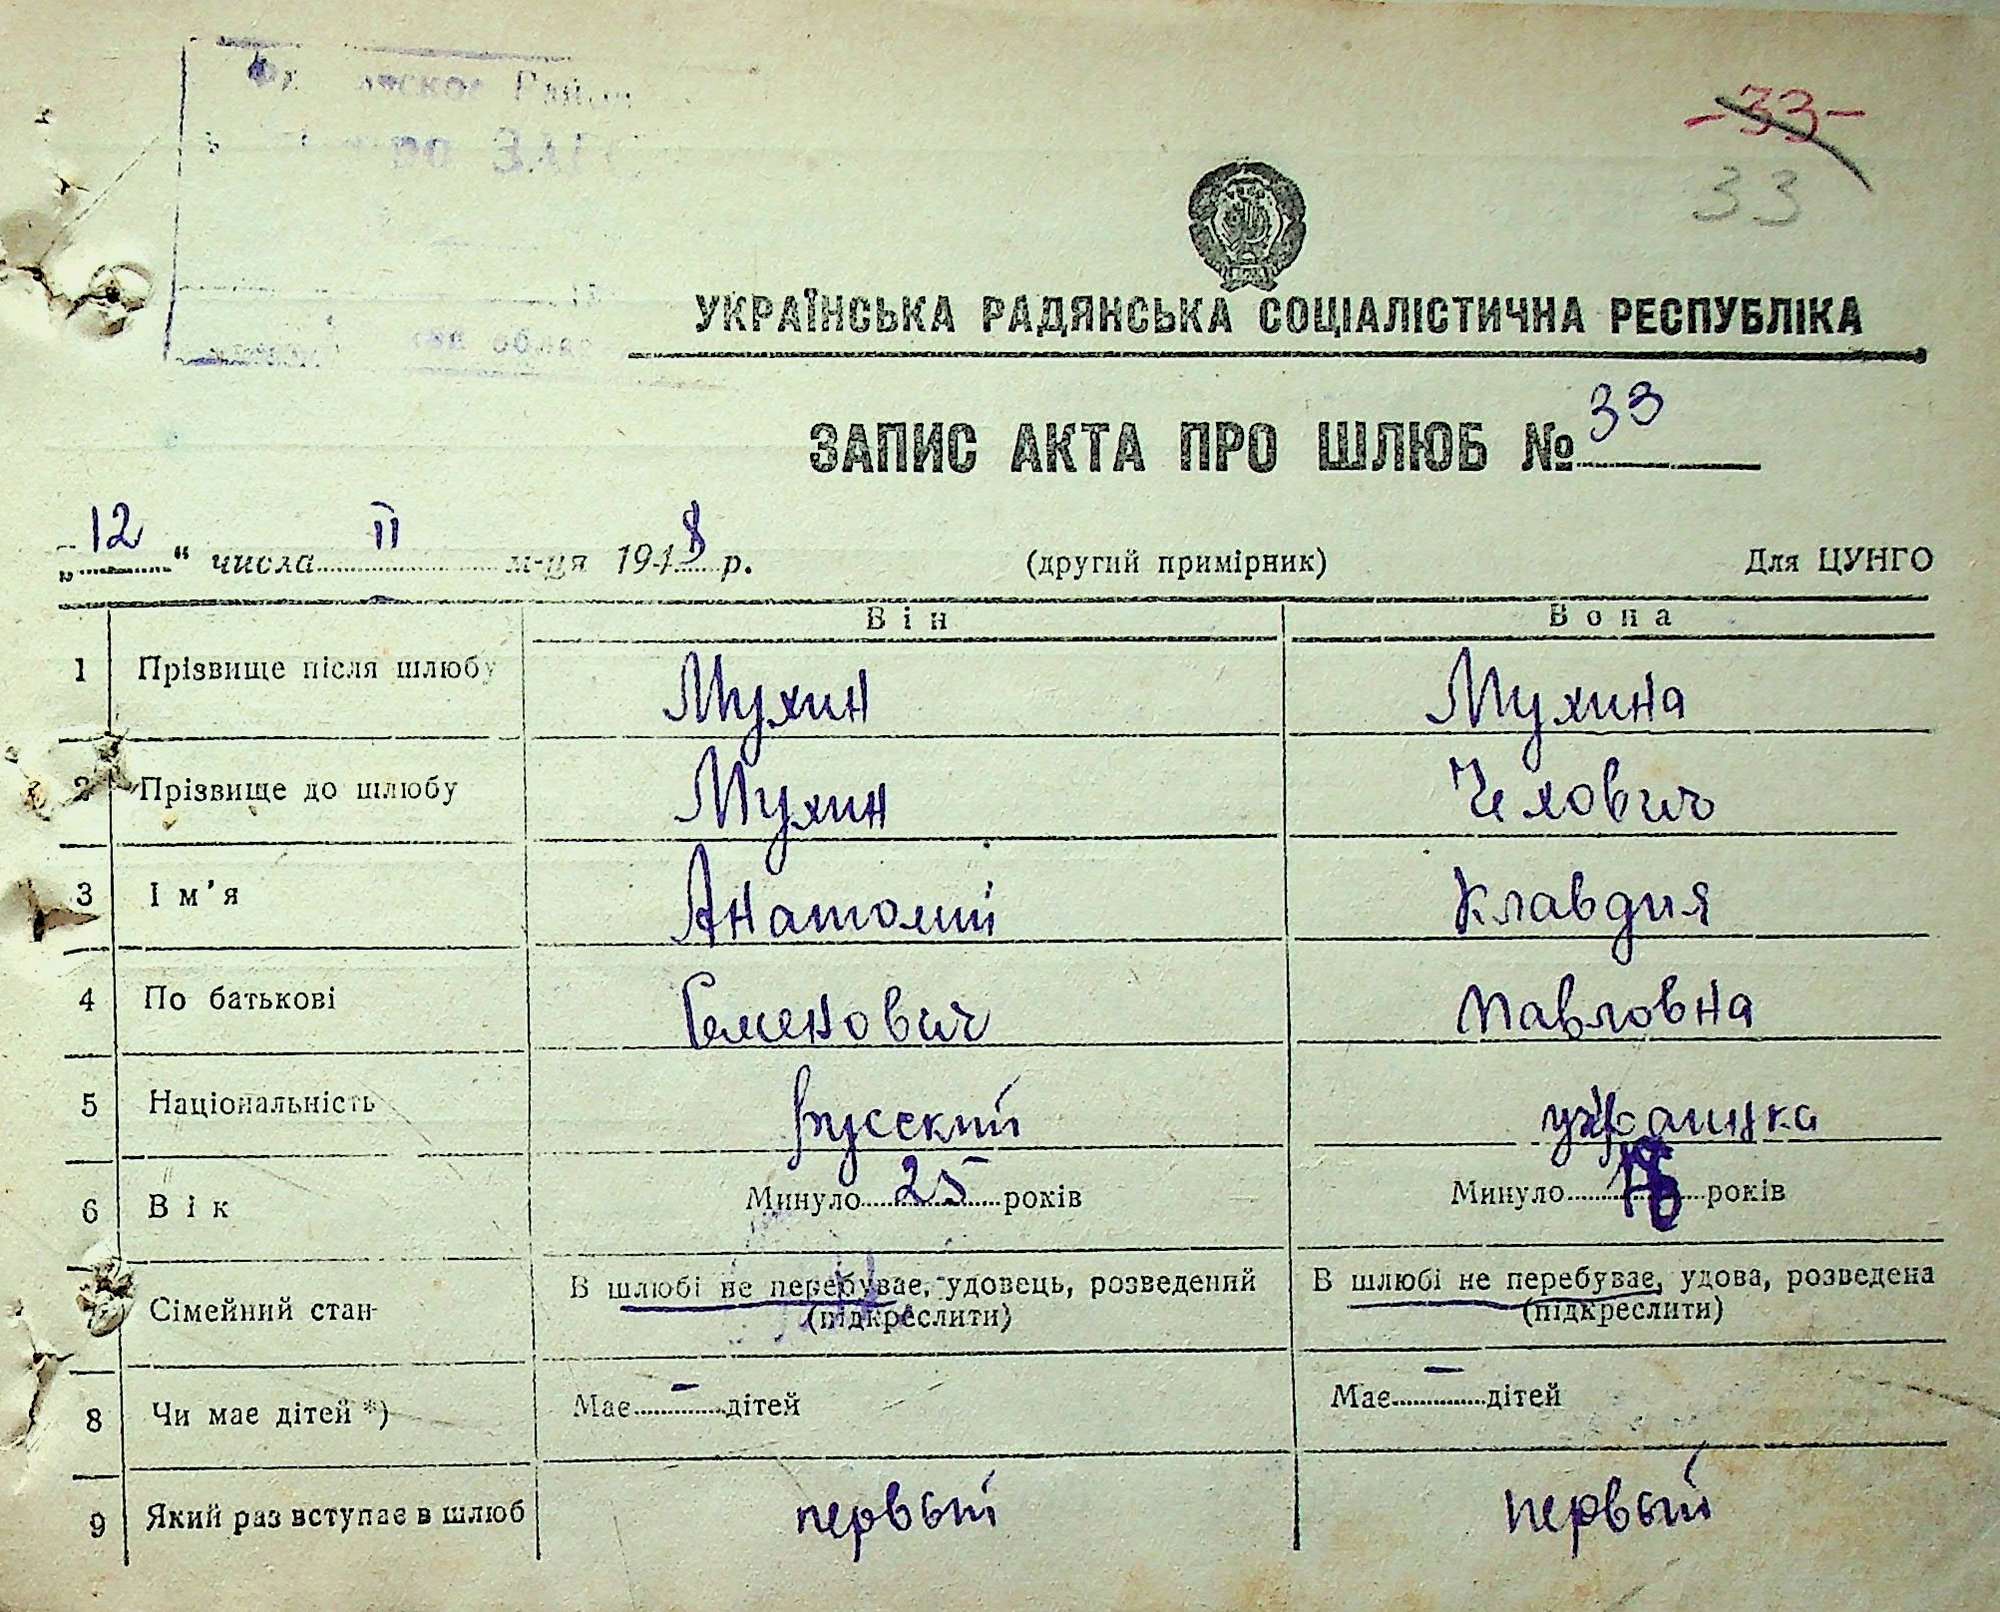 -33-
33
УКРАЇНСЬКА РАДЯНСЬКА СОЦІАЛІСТИЧНА РЕСПУБЛІКА
ЗАПИС АКТА ПРО ШЛЮБ № 33
„12“ числа II м-ця 1948 р. (другий примірник) Для ЦУНГО
Він Вона
1 Прізвище після шлюбу Мухин Мухина
2 Прізвище до шлюбу Мухин Чехович
3 Ім’я Анатолий Клавдия
4 По батькові Семенович Павловна
5 Національність русский украинка
6 Вік Минуло 25 років Минуло років
В шлюбі не перебуває, удовець, розведений В шлюбі не перебуває, удова, розведена
Сімейний стан (підкреслити) (підкреслити)
8 Чи має дітей *) Має - дітей Має - дітей
9 Який раз вступає в шлюб первый первый